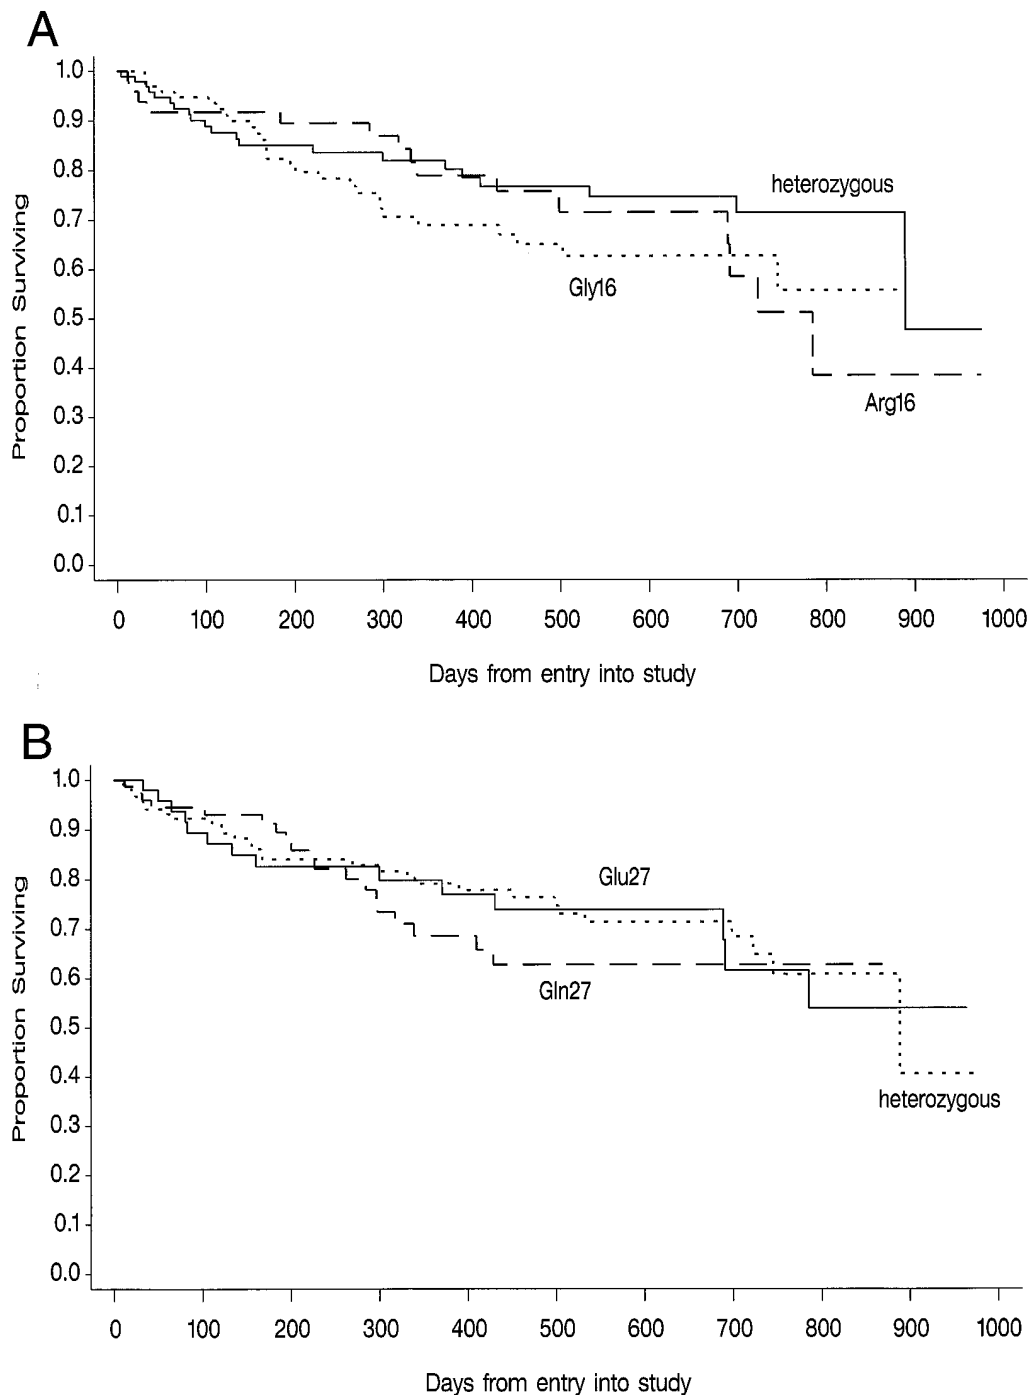 A
Proportion Surviving
1.0
0.9
0.8
0.7
0.6
0.5
0.4
0.3
0.2
0.1
0.0
heterozygous
Gly16
Arg16
0 100 200 300 400 500 600 700 800 900 1000
Days from entry into study
B
Proportion Surviving
1.0
0.9
0.8
0.7
0.6
0.5
0.4
0.3
0.2
0.1
0.0
Glu27
Gln27
heterozygous
0 100 200 300 400 500 600 700 800 900 1000
Days from entry into study